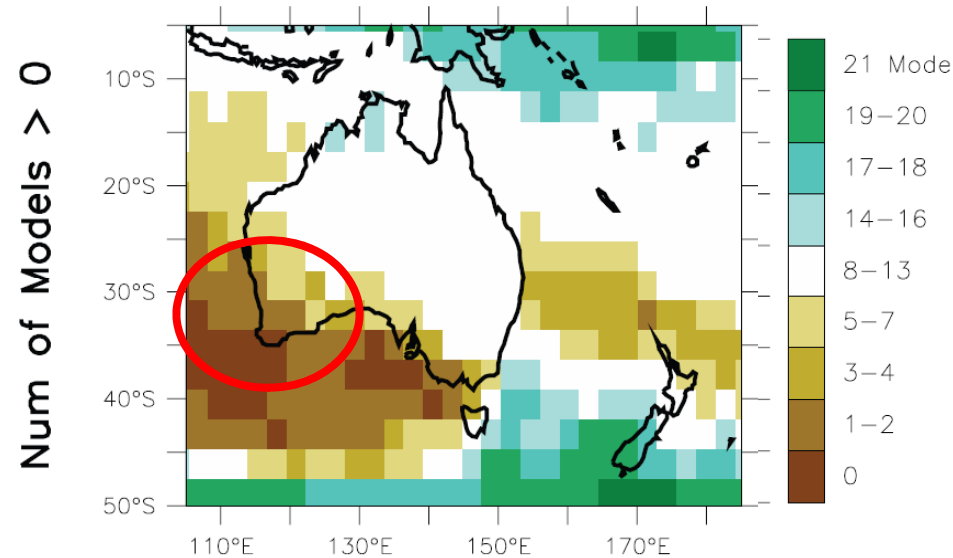 Num of Models > 0
10°S
20°S
30°S
40°S
50°S
110°E
130°E
150°E
170°E
21 Mode
19-20
17-18
14-16
8-13
5-7
3-4
1-2
0